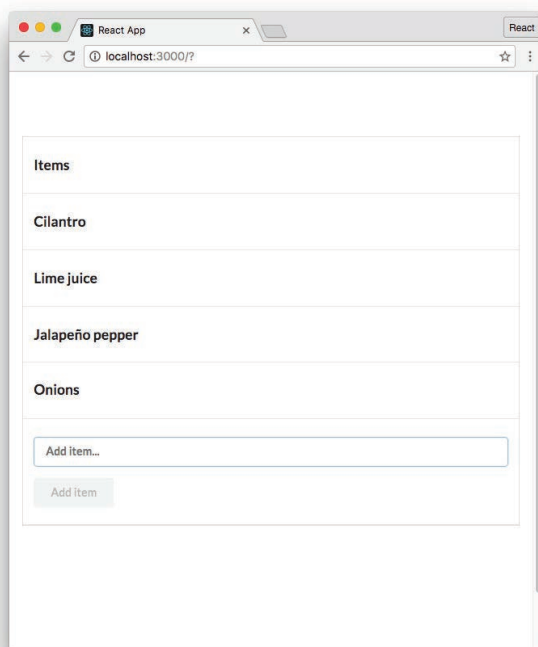 React App
React
localhost:3000/?
Items
Cilantro
Lime juice
Jalapeño pepper
Onions
Add item...
Add item